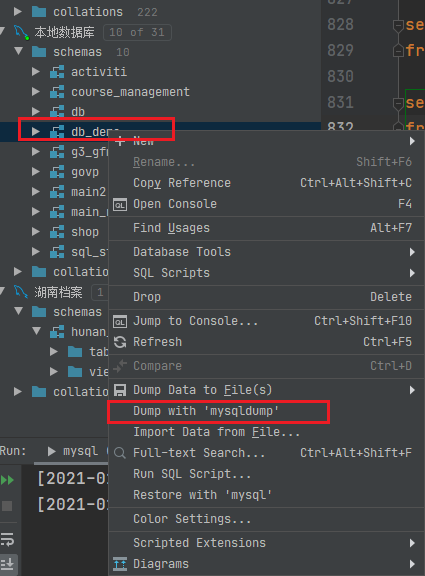 collations 222
本地数据库 10 of 31
schemas 10
activiti
course_management
db
db_demo
g3_gf
govp
main2
main_
shop
sql_s
collatio
湖南档案 1
schemas
hunan_
tab
vie
collatio
828
829
830
831
832
se
fr
se
fr
New
Rename... Shift+F6
Copy Reference Ctrl+Alt+Shift+C
QL Open Console F4
Find Usages Alt+F7
Database Tools
SQL Scripts
Drop Delete
QL Jump to Console... Ctrl+Shift+F10
Refresh Ctrl+F5
Compare Ctrl+D
Dump Data to File(s)
Dump with 'mysqldump'
Import Data from File...
Full-text Search... Ctrl+Alt+Shift+F
Run SQL Script...
Restore with 'mysql'
Color Settings...
Scripted Extensions
Diagrams
Run: mysql
[2021-0
[2021-0